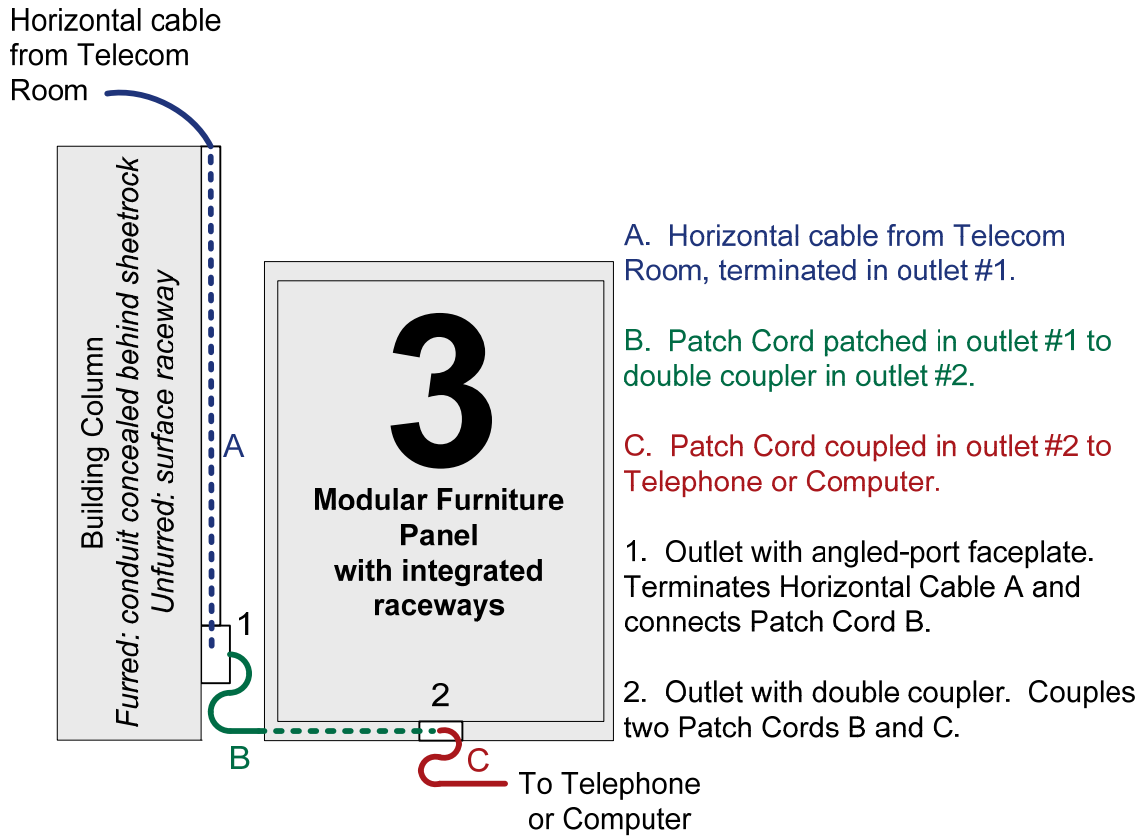 Horizontal cable
from Telecom
Room
Building Column
Furred: conduit concealed behind sheetrock
Unfurred: surface raceway
A
1
B
3
Modular Furniture
Panel
with integrated
raceways
2
C
To Telephone
or Computer
A. Horizontal cable from Telecom
Room, terminated in outlet #1.
B. Patch Cord patched in outlet #1 to
double coupler in outlet #2.
C. Patch Cord coupled in outlet #2 to
Telephone or Computer.
1. Outlet with angled-port faceplate.
Terminates Horizontal Cable A and
connects Patch Cord B.
2. Outlet with double coupler. Couples
two Patch Cords B and C.